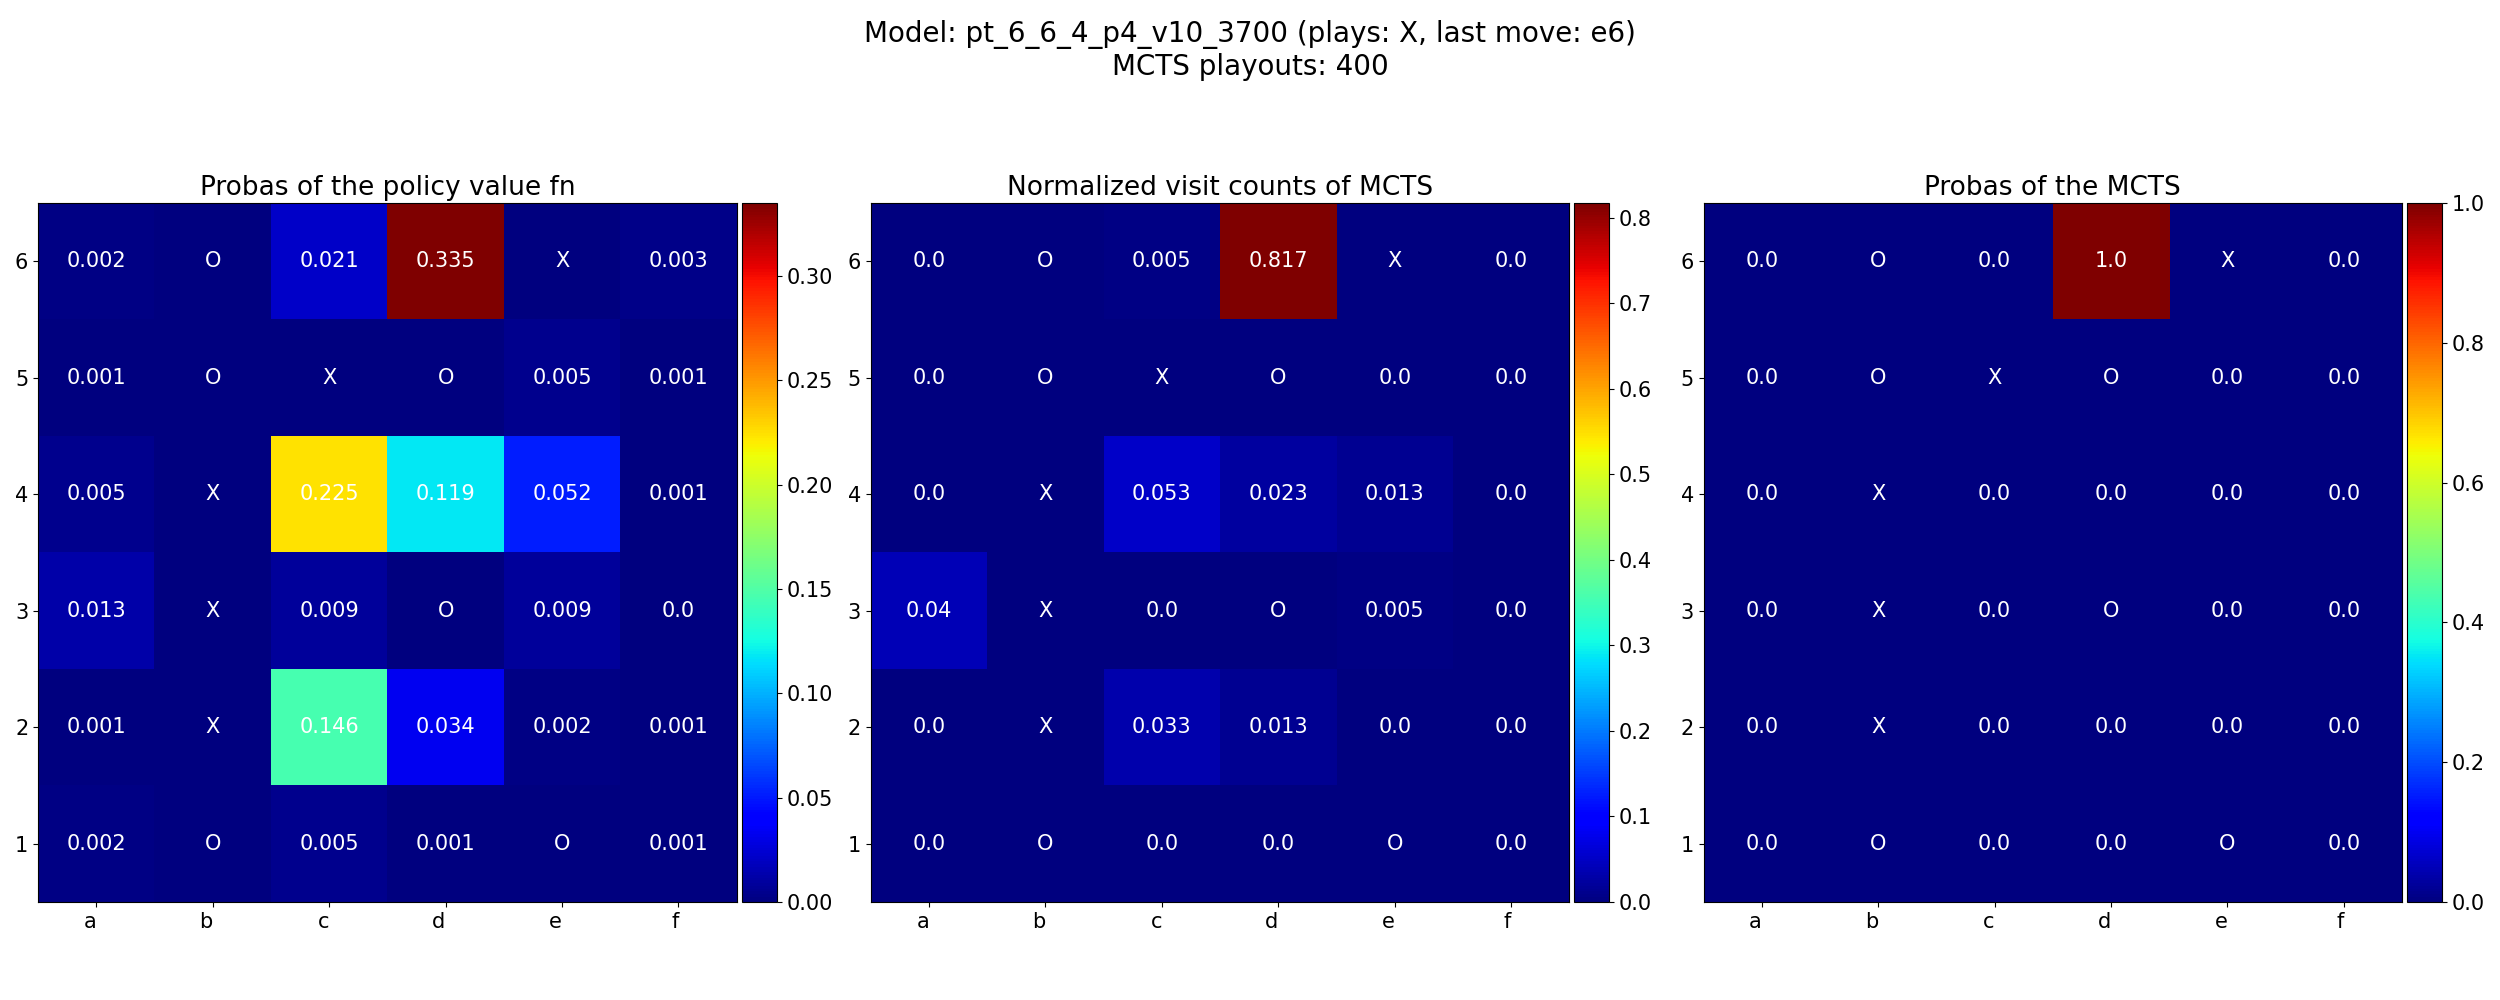 Model: pt_6_6_4_p4_v10_3700 (plays: X, last move: e6)
MCTS playouts: 400
Probas of the policy value fn
6 0.002 O 0.021 0.335 X 0.003
5 0.001 O X O 0.005 0.001
4 0.005 X 0.225 0.119 0.052 0.001
3 0.013 X 0.009 O 0.009 0.0
2 0.001 X 0.146 0.034 0.002 0.001
1 0.002 O 0.005 0.001 O 0.001
a b c d e f
0.30
0.25
0.20
0.15
0.10
0.05
0.00
Normalized visit counts of MCTS
6 0.0 O 0.005 0.817 X 0.0
5 0.0 O X O 0.0 0.0
4 0.0 X 0.053 0.023 0.013 0.0
3 0.04 X 0.0 O 0.005 0.0
2 0.0 X 0.033 0.013 0.0 0.0
1 0.0 O 0.0 0.0 O 0.0
a b c d e f
0.8
0.7
0.6
0.5
0.4
0.3
0.2
0.1
0.0
Probas of the MCTS
6 0.0 O 0.0 1.0 X 0.0
5 0.0 O X O 0.0 0.0
4 0.0 X 0.0 0.0 0.0 0.0
3 0.0 X 0.0 O 0.0 0.0
2 0.0 X 0.0 0.0 0.0 0.0
1 0.0 O 0.0 0.0 O 0.0
a b c d e f
1.0
0.8
0.6
0.4
0.2
0.0